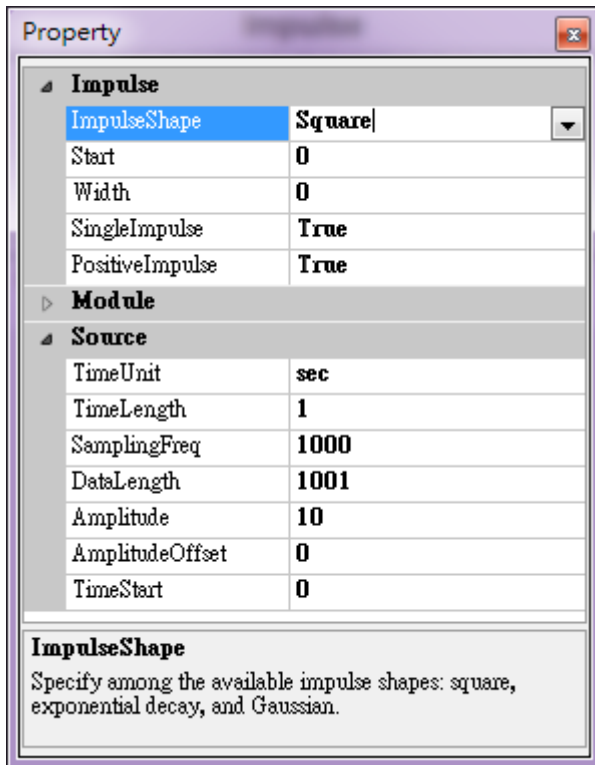 Property
Impulse
ImpulseShape Square
Start 0
Width 0
SingleImpulse True
PositiveImpulse True
Module
Source
TimeUnit sec
TimeLength 1
SamplingFreq 1000
DataLength 1001
Amplitude 10
AmplitudeOffset 0
TimeStart 0
ImpulseShape
Specify among the available impulse shapes: square,
exponential decay, and Gaussian.